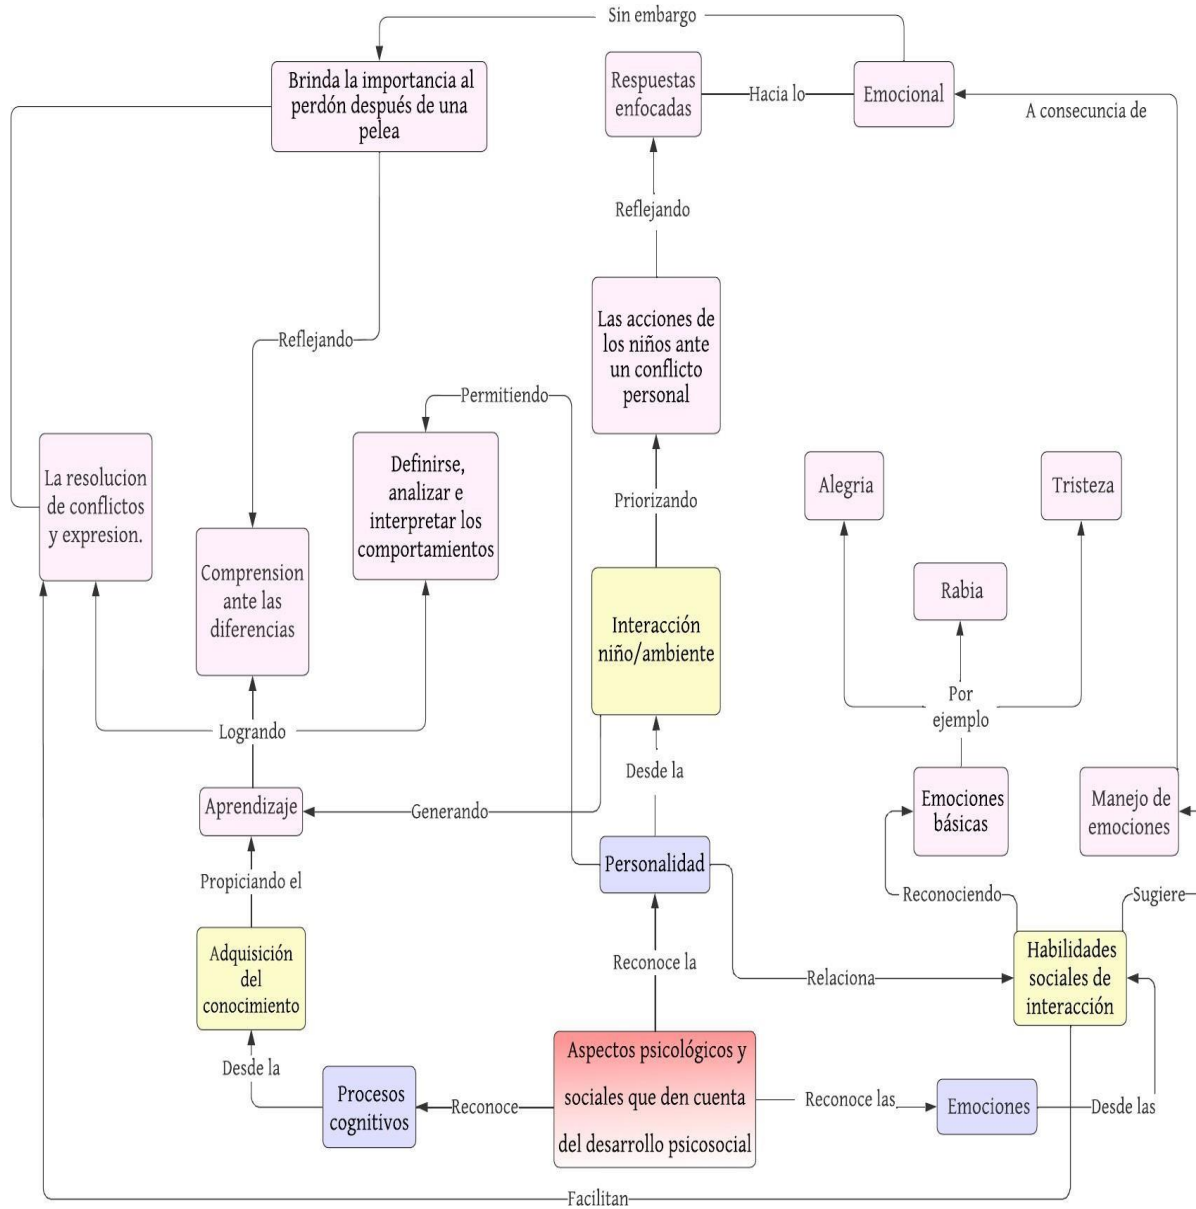 Sin embargo
Brinda la importancia al
perdón después de una
pelea
Respuestas
enfocadas
Hacia lo
Emocional
A consecuncia de
Reflejando
Las acciones de
los niños ante
un conflicto
personal
Reflejando
Permitiendo
La resolucion
de conflictos
y expresion.
Definirse,
analizar e
interpretar los
comportamientos
Priorizando
Alegria
Tristeza
Comprension
ante las
diferencias
Rabia
Interacción
niño/ambiente
Por
ejemplo
Logrando
Desde la
Aprendizaje
Generando
Emociones
básicas
Manejo de
emociones
Personalidad
Propiciando el
Reconociendo
Sugiere
Adquisición
del
conocimiento
Reconoce la
Relaciona
Habilidades
sociales de
interacción
Desde la
Procesos
cognitivos
Reconoce
Aspectos psicológicos y
sociales que den cuenta
del desarrollo psicosocial
Reconoce las
Emociones
Desde las
Facilitan